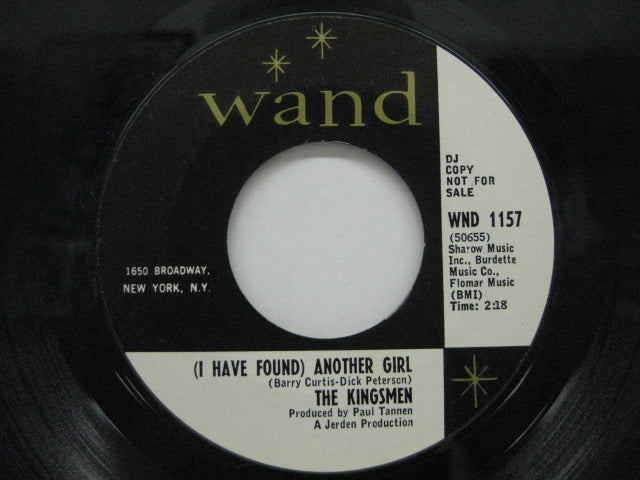 wand
DJ
COPY
NOT FOR
SALE
WND 1157
(50655)
Sharow Music
Inc., Burdette
Music Co.,
Flomar Music
(BMI)
Time: 2:18
1650 BROADWAY,
NEW YORK, N.Y.
(I HAVE FOUND) ANOTHER GIRL
(Barry Curtis-Dick Peterson)
THE KINGSMEN
Produced by Paul Tannen
A Jerden Production